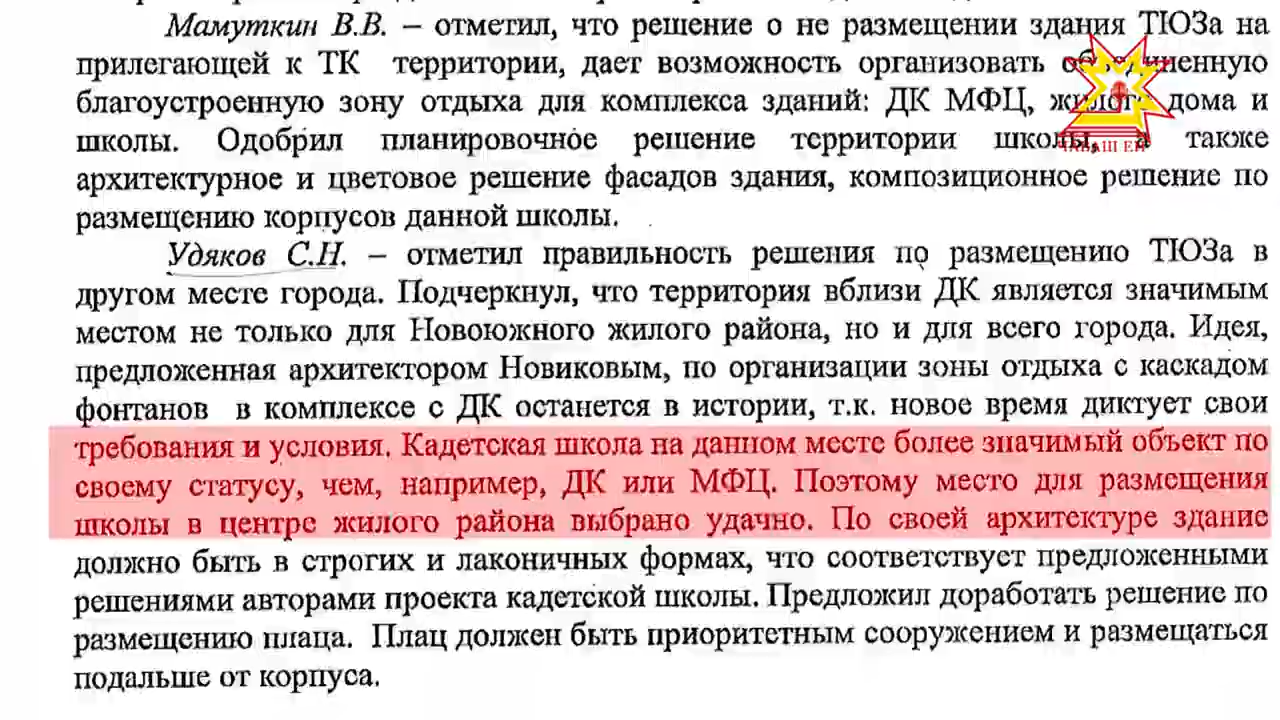 Мамуткин В.В. – отметил, что решение о не размещении здания ТЮЗа на
прилегающей к ТК территории, дает возможность организовать объединенную
благоустроенную зону отдыха для комплекса зданий: ДК МФЦ, жилого дома и
школы. Одобрил планировочное решение территории школы, а также
архитектурное и цветовое решение фасадов здания, композиционное решение по
размещению корпусов данной школы.
Удяков С.Н. – отметил правильность решения по размещению ТЮЗа в
другом месте города. Подчеркнул, что территория вблизи ДК является значимым
местом не только для Новоюжного жилого района, но и для всего города. Идея,
предложенная архитектором Новиковым, по организации зоны отдыха с каскадом
фонтанов в комплексе с ДК останется в истории, т.к. новое время диктует свои
требования и условия. Кадетская школа на данном месте более значимый объект по
своему статусу, чем, например, ДК или МФЦ. Поэтому место для размещения
школы в центре жилого района выбрано удачно. По своей архитектуре здание
должно быть в строгих и лаконичных формах, что соответствует предложенными
решениями авторами проекта кадетской школы. Предложил доработать решение по
размещению плаца. Плац должен быть приоритетным сооружением и размещаться
подальше от корпуса.